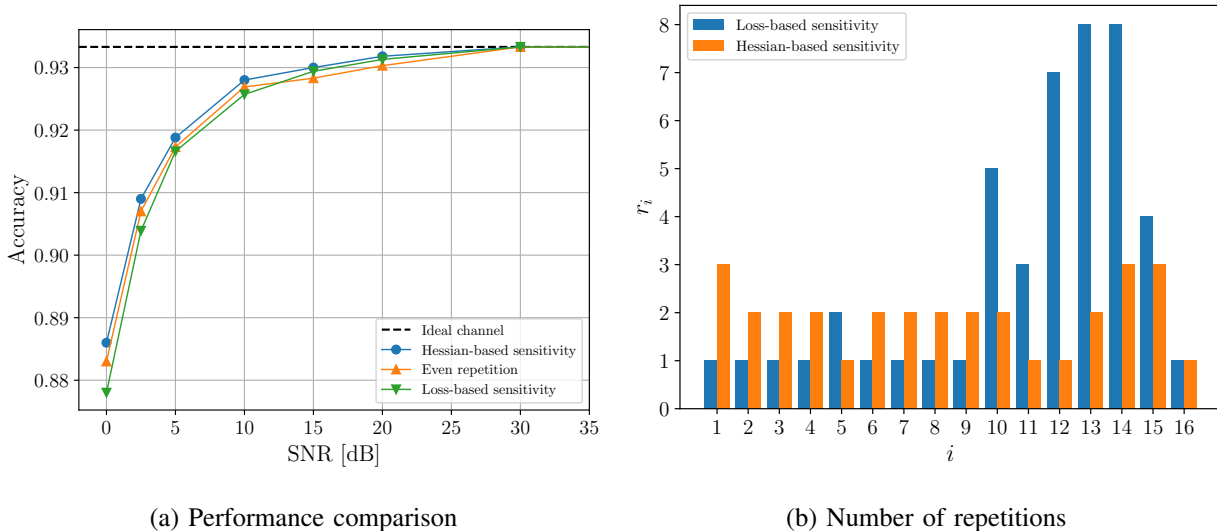 0.93
0.92
0.91
0.90
0.89
0.88
Accuracy
Ideal channel
Hessian-based sensitivity
Even repetition
Loss-based sensitivity
0 5 10 15 20 25 30 35
SNR [dB]
(a) Performance comparison
8
7
6
5
4
3
2
1
0
r_i
Loss-based sensitivity
Hessian-based sensitivity
1 2 3 4 5 6 7 8 9 10 11 12 13 14 15 16
i
(b) Number of repetitions